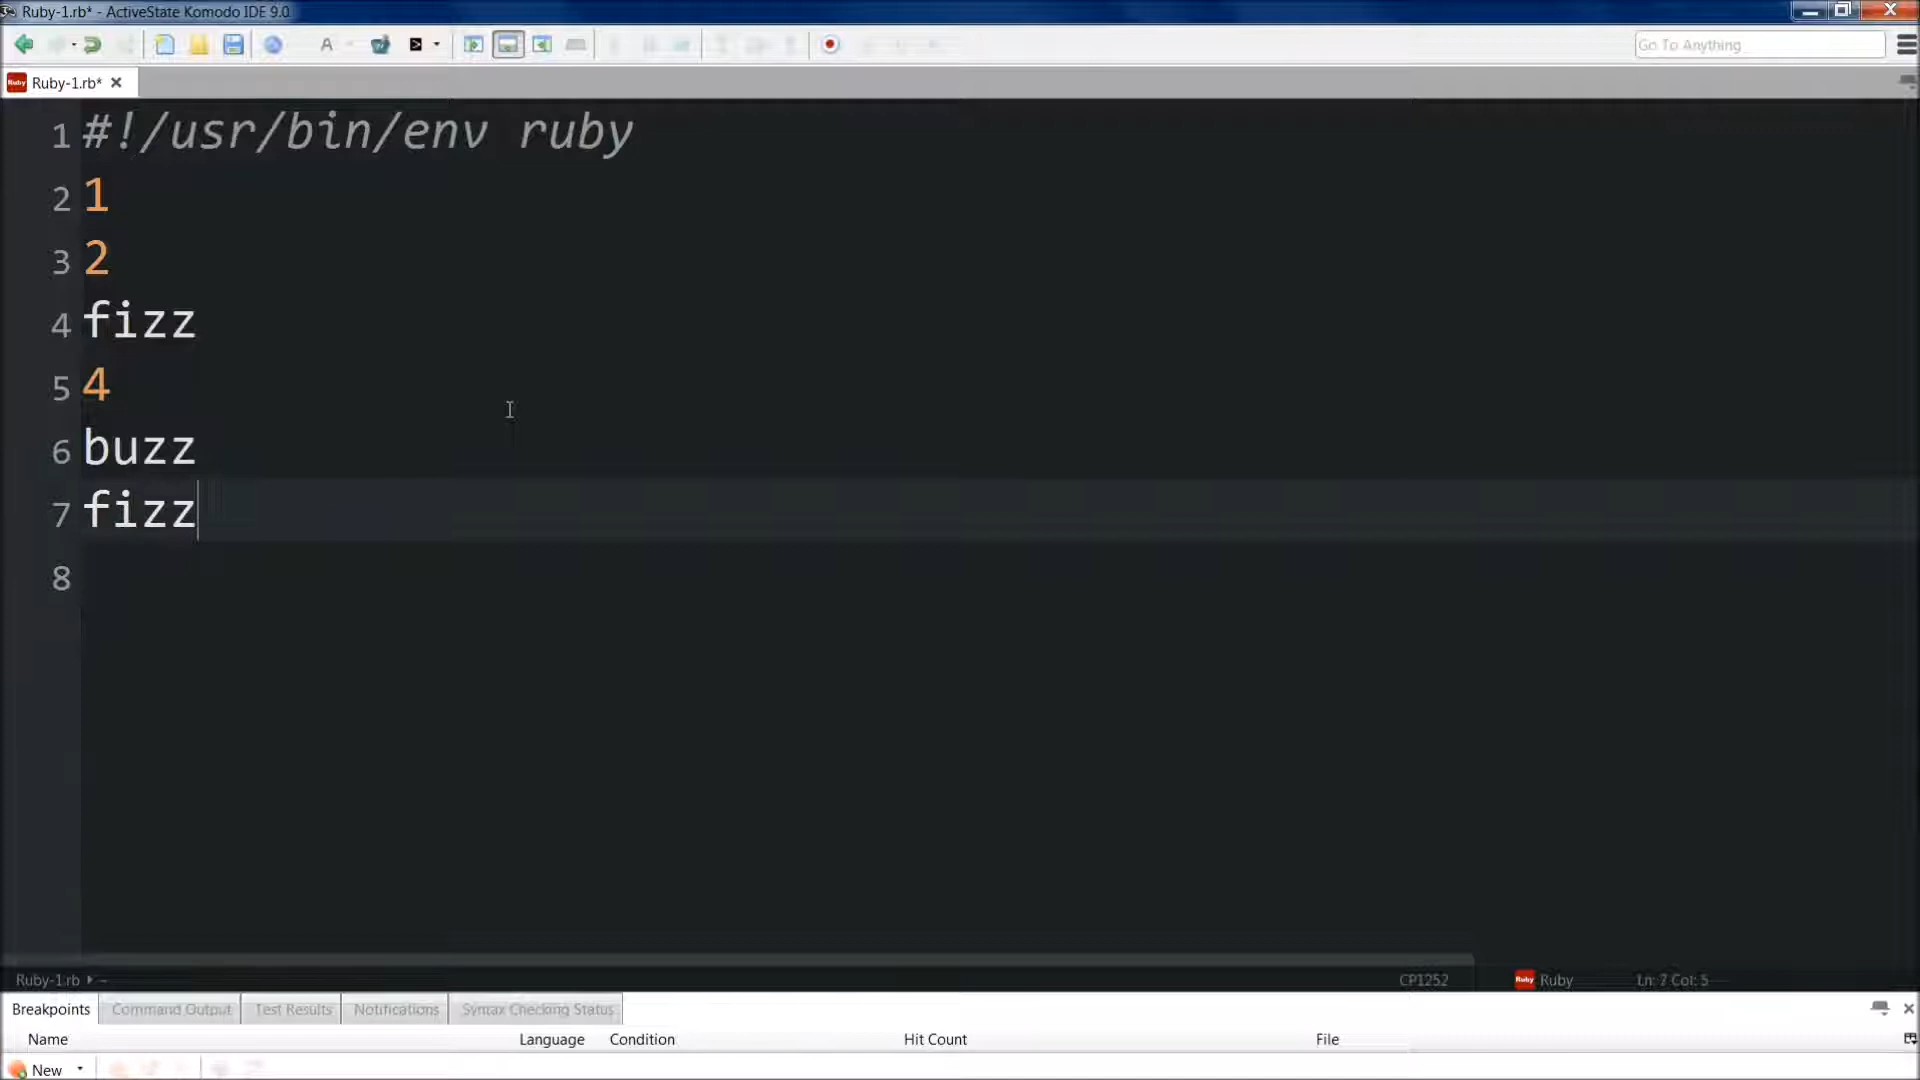 Ruby-1.rb* - ActiveState Komodo IDE 9.0
A
Go To Anything
Ruby Ruby-1.rb*
1 #!/usr/bin/env ruby
2 1
3 2
4 fizz
5 4
6 buzz
7 fizz
8
Ruby-1.rb CP1252 Ruby Ruby Ln: 7 Col: 5
Breakpoints Command Output Test Results Notifications Syntax Checking Status
Name Language Condition Hit Count File
New